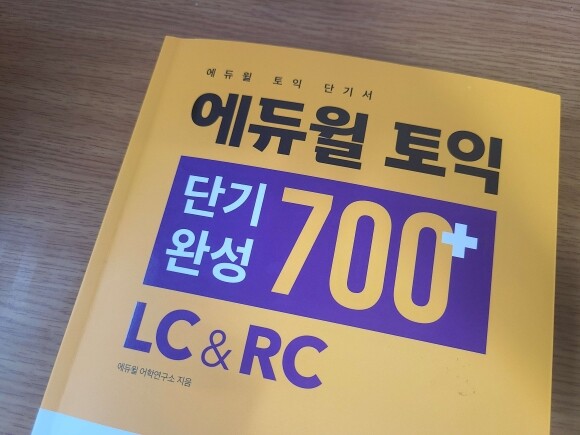 에듀윌 토익 단기서
에듀윌 토익
단기
완성
700+
LC & RC
에듀윌 어학연구소 지음